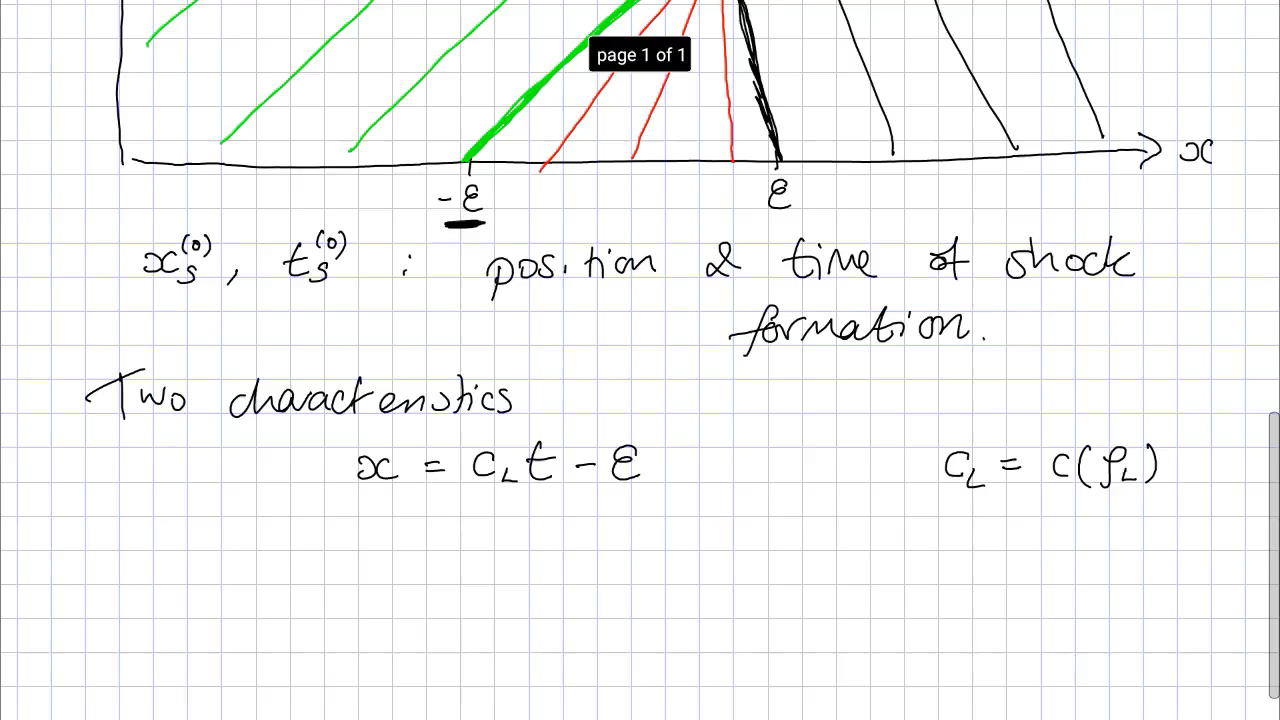 page 1 of 1
x
-ε ε
x_s^(0), t_s^(0) : position & time of shock
formation.
Two characteristics
x = c_L t - ε c_L = c(ρ_L)